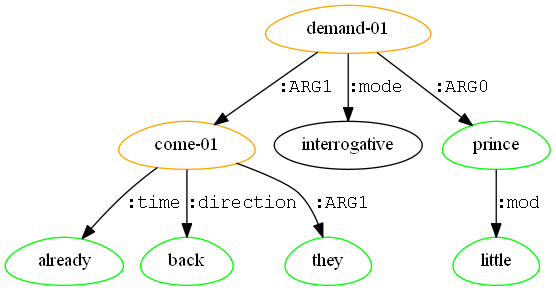 demand-01
:ARG1 :mode :ARG0
come-01 interrogative prince
:time :direction :ARG1 :mod
already back they little